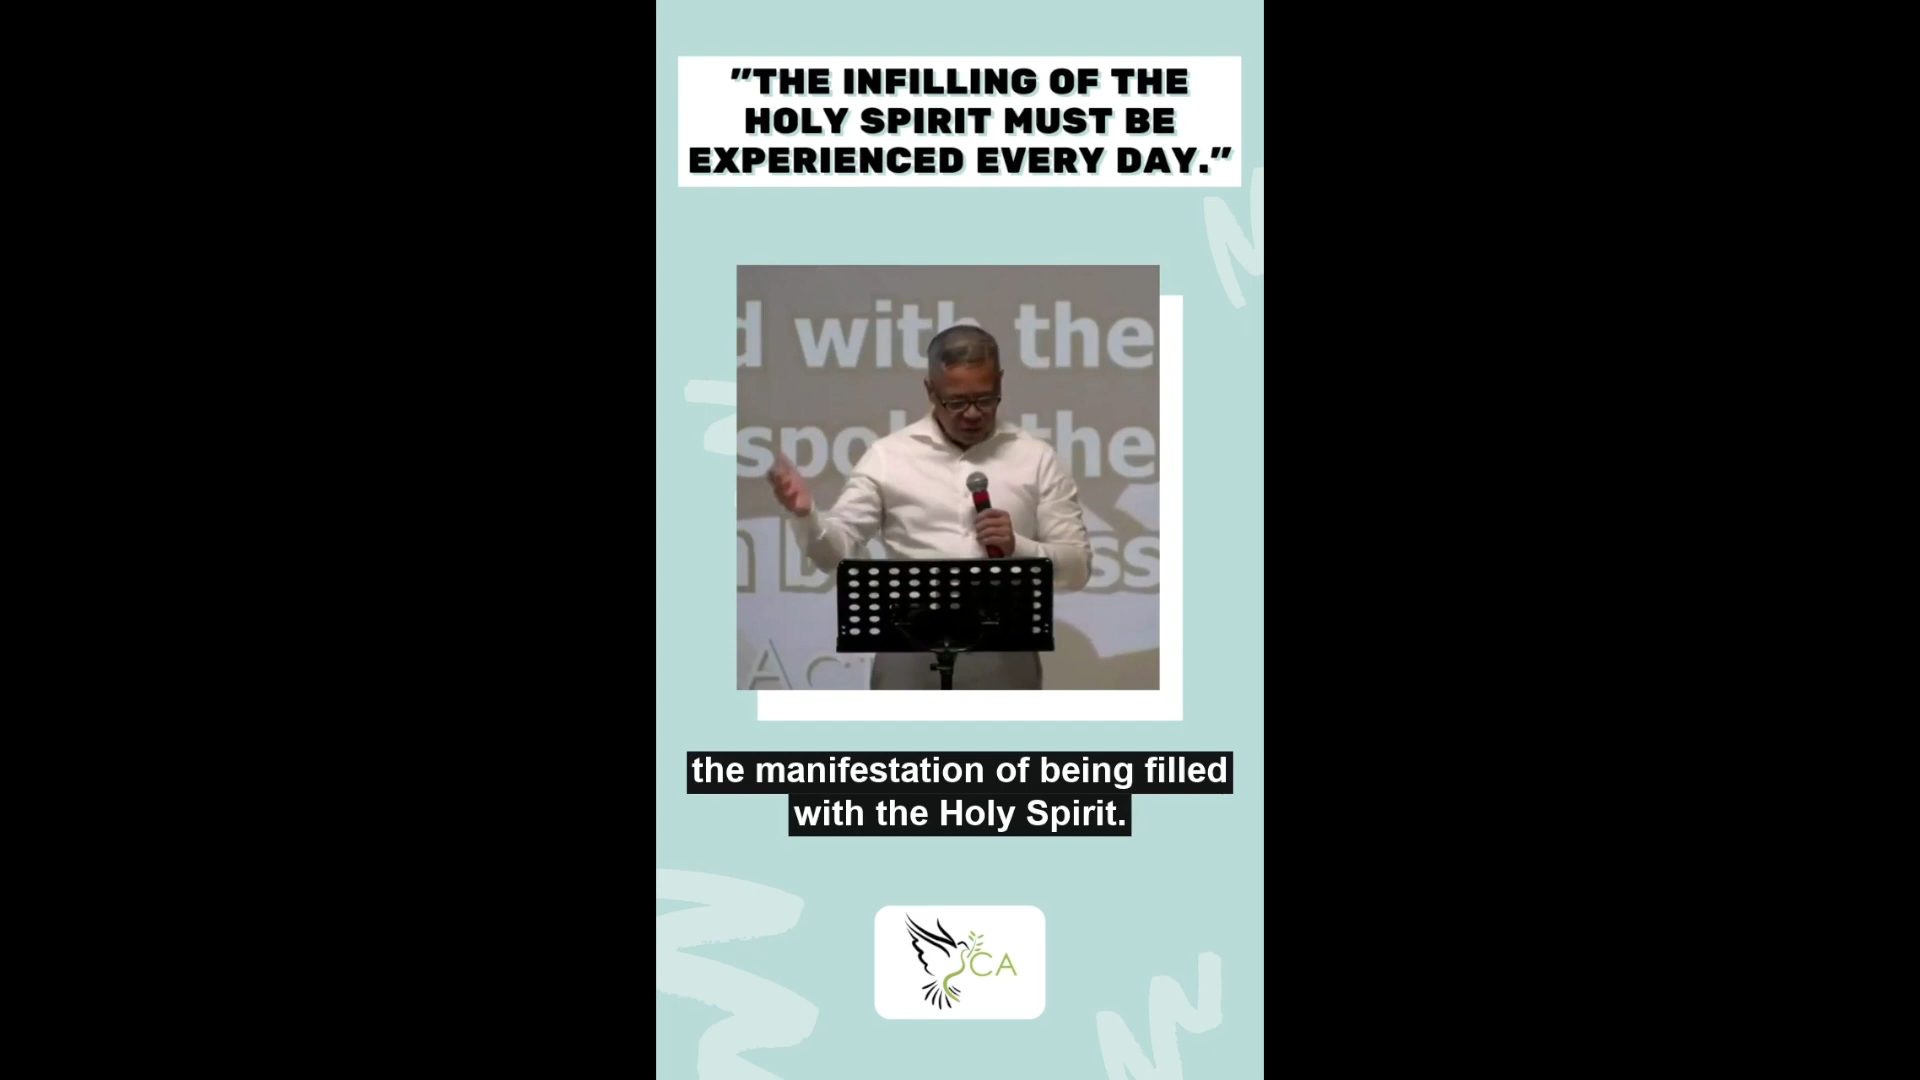 "THE INFILLING OF THE
HOLY SPIRIT MUST BE
EXPERIENCED EVERY DAY."
with the
the
the manifestation of being filled
with the Holy Spirit.
CA